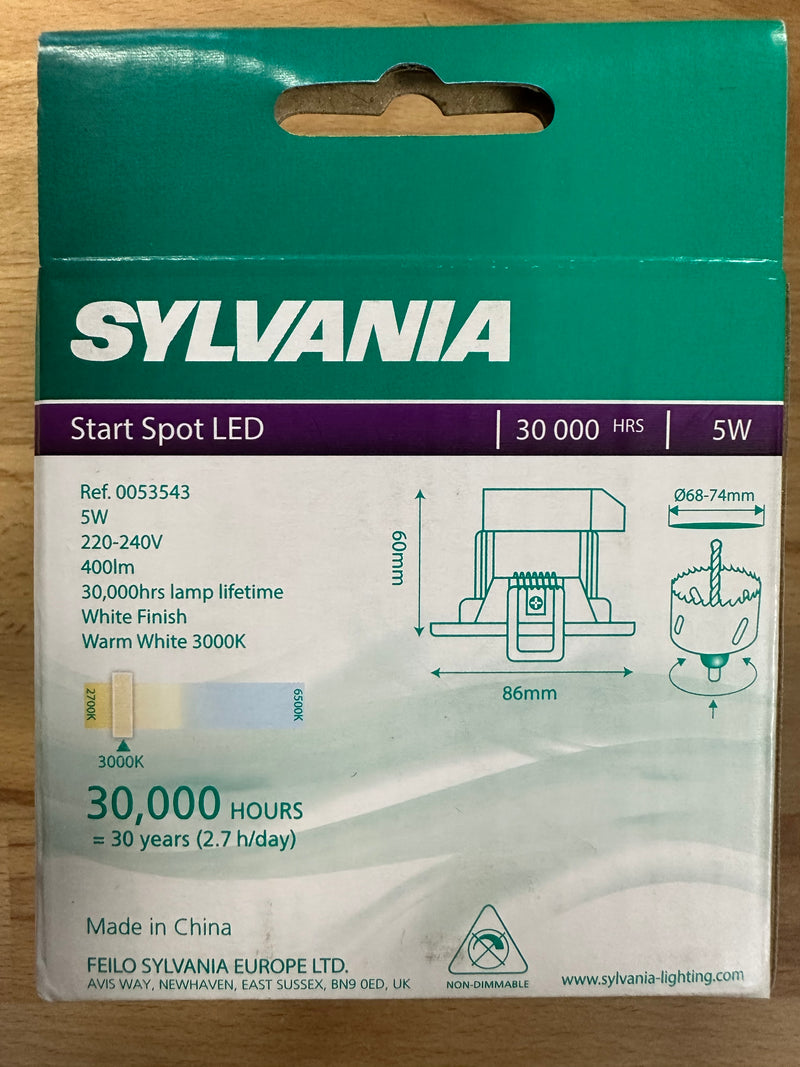 SYLVANIA
Start Spot LED | 30 000 HRS | 5W
Ref. 0053543
5W
220-240V
400lm
30,000hrs lamp lifetime
White Finish
Warm White 3000K
2700K
6500K
3000K
60mm
86mm
Ø68-74mm
30,000 HOURS
= 30 years (2.7 h/day)
Made in China
FEILO SYLVANIA EUROPE LTD.
AVIS WAY, NEWHAVEN, EAST SUSSEX, BN9 0ED, UK
NON-DIMMABLE
www.sylvania-lighting.com